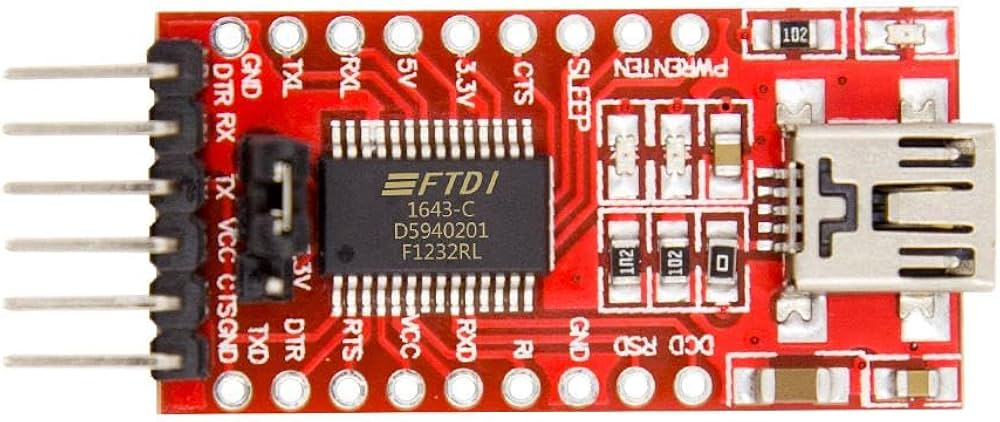 GND
TXL
RXL
5V
3.3V
CTS
SLEEP
PWRENTEN
102
DTR
RX
TX
VCC
CTS
GND
3V
FTDI
1643-C
D5940201
F1232RL
102
102
0
TXD
DTR
RTS
VCC
RXD
RI
GND
RSD
DCD